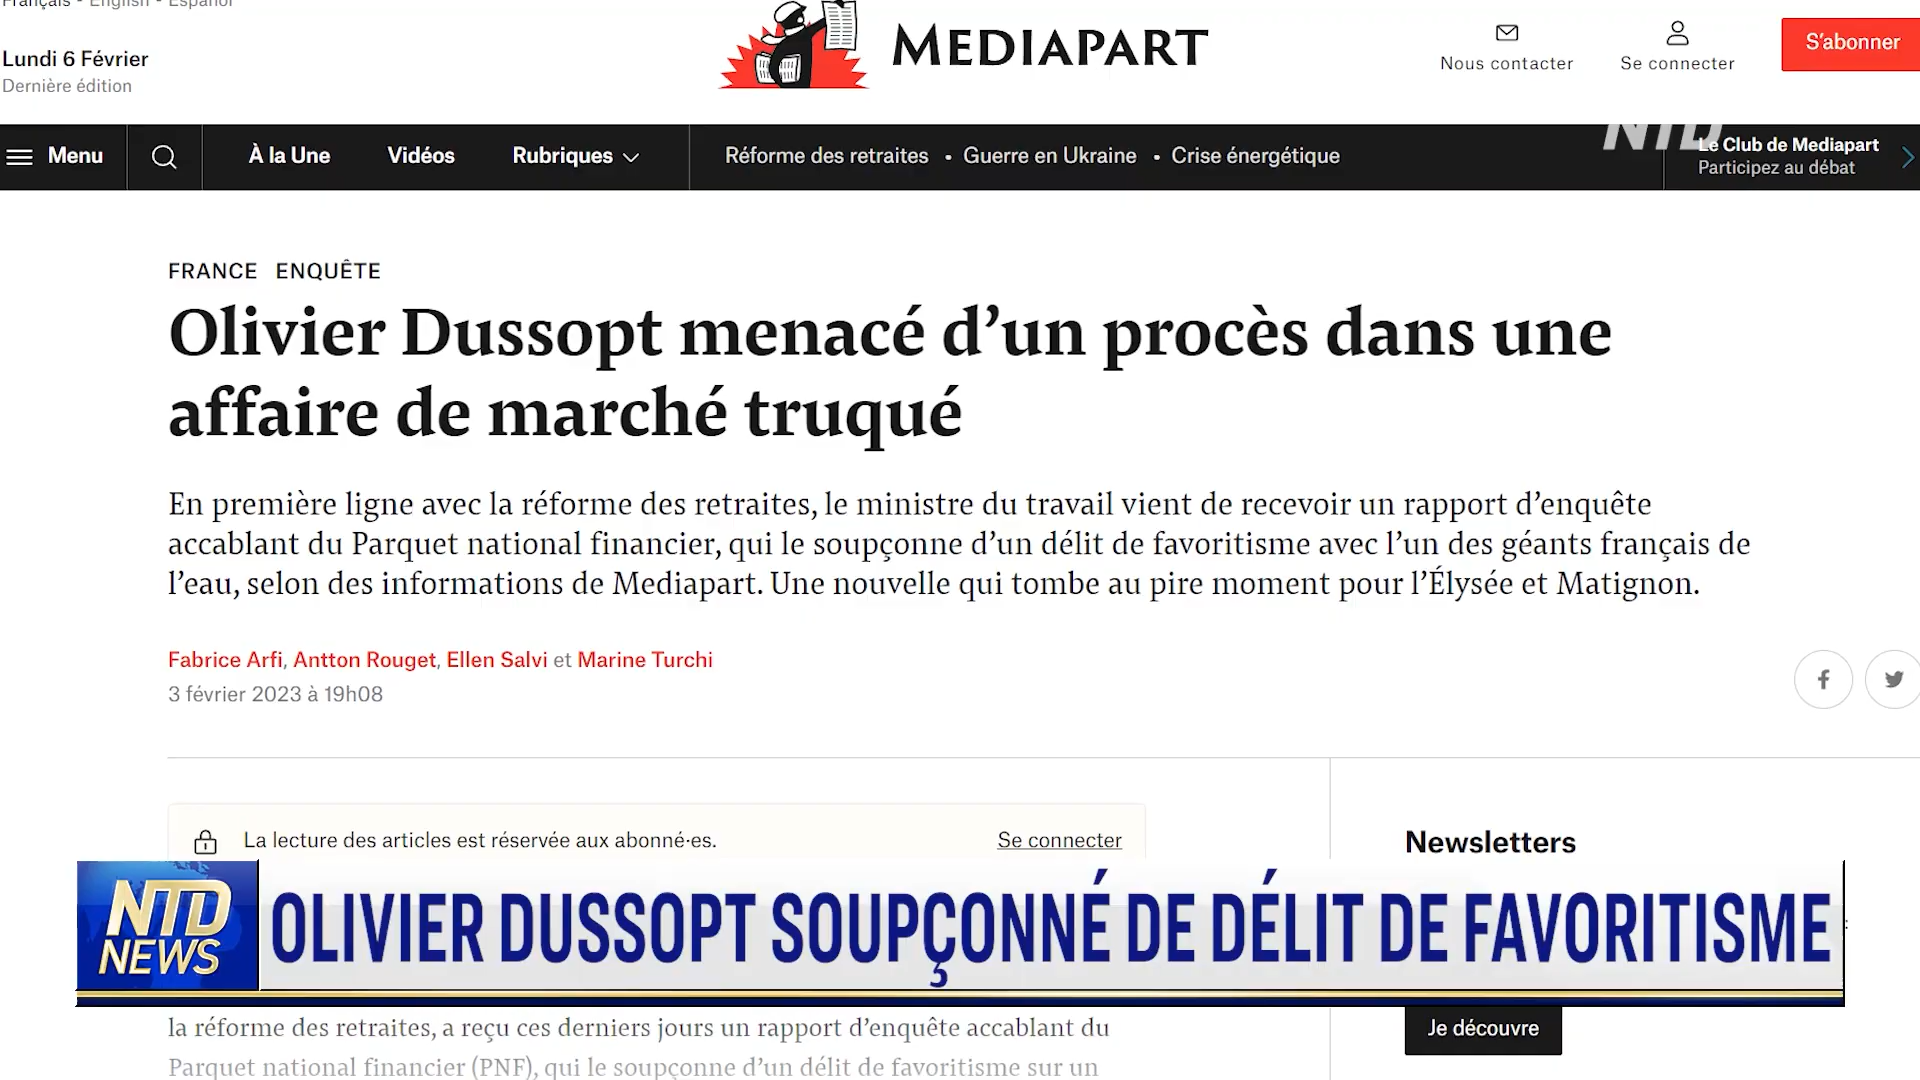 Français - English - Español
Lundi 6 Février
Dernière édition
MEDIAPART
Nous contacter
Se connecter
S'abonner
Menu
À la Une
Vidéos
Rubriques
Réforme des retraites • Guerre en Ukraine • Crise énergétique
NTD
Le Club de Mediapart
Participez au débat
FRANCE ENQUÊTE
Olivier Dussopt menacé d’un procès dans une
affaire de marché truqué
En première ligne avec la réforme des retraites, le ministre du travail vient de recevoir un rapport d’enquête
accablant du Parquet national financier, qui le soupçonne d’un délit de favoritisme avec l’un des géants français de
l’eau, selon des informations de Mediapart. Une nouvelle qui tombe au pire moment pour l’Élysée et Matignon.
Fabrice Arfi, Antton Rouget, Ellen Salvi et Marine Turchi
3 février 2023 à 19h08
La lecture des articles est réservée aux abonné·es.
Se connecter
Newsletters
NTD
NEWS
OLIVIER DUSSOPT SOUPÇONNÉ DE DÉLIT DE FAVORITISME
la réforme des retraites, a reçu ces derniers jours un rapport d’enquête accablant du
Parquet national financier (PNF), qui le soupçonne d’un délit de favoritisme sur un
Je découvre